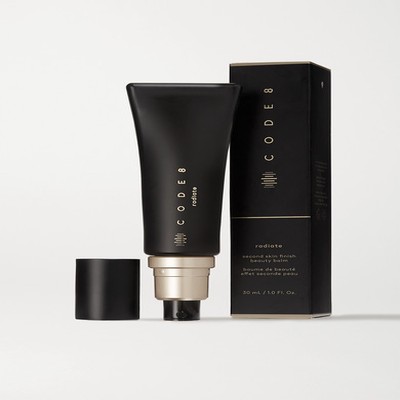 CODE8
radiate
CODE8
radiate
second skin finish
beauty balm
baume de beauté
effet seconde peau
30 mL / 1.0 Fl. Oz.